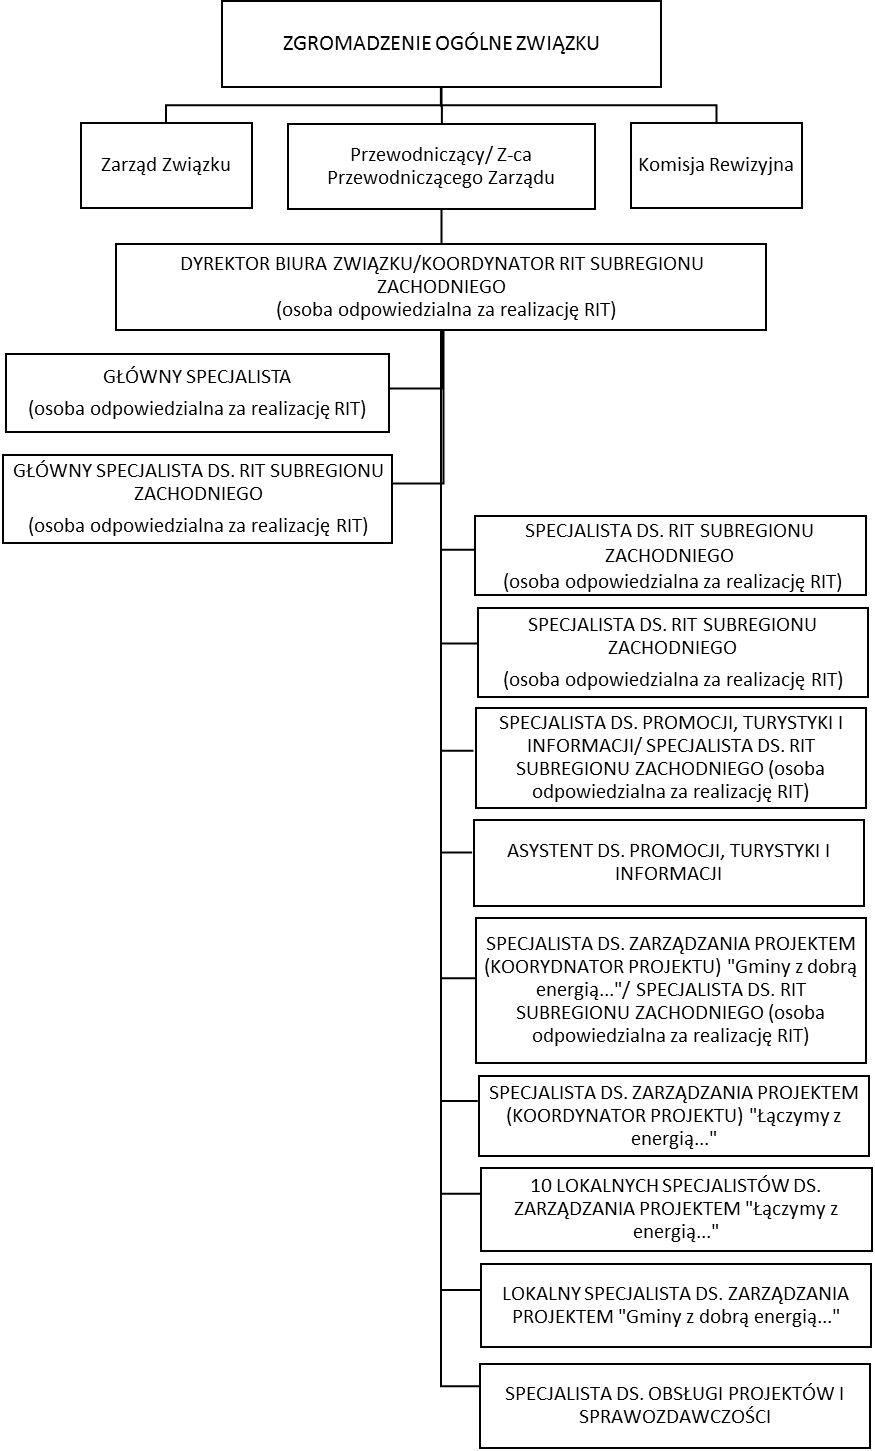 ZGROMADZENIE OGÓLNE ZWIĄZKU
Zarząd Związku
Przewodniczący/ Z-ca
Przewodniczącego Zarządu
Komisja Rewizyjna
DYREKTOR BIURA ZWIĄZKU/KOORDYNATOR RIT SUBREGIONU
ZACHODNIEGO
(osoba odpowiedzialna za realizację RIT)
GŁÓWNY SPECJALISTA
(osoba odpowiedzialna za realizację RIT)
GŁÓWNY SPECJALISTA DS. RIT SUBREGIONU
ZACHODNIEGO
(osoba odpowiedzialna za realizację RIT)
SPECJALISTA DS. RIT SUBREGIONU
ZACHODNIEGO
(osoba odpowiedzialna za realizację RIT)
SPECJALISTA DS. RIT SUBREGIONU
ZACHODNIEGO
(osoba odpowiedzialna za realizację RIT)
SPECJALISTA DS. PROMOCJI, TURYSTYKI I
INFORMACJI/ SPECJALISTA DS. RIT
SUBREGIONU ZACHODNIEGO (osoba
odpowiedzialna za realizację RIT)
ASYSTENT DS. PROMOCJI, TURYSTYKI I
INFORMACJI
SPECJALISTA DS. ZARZĄDZANIA PROJEKTEM
(KOORYDNATOR PROJEKTU) "Gminy z dobrą
energią..."/ SPECJALISTA DS. RIT
SUBREGIONU ZACHODNIEGO (osoba
odpowiedzialna za realizację RIT)
SPECJALISTA DS. ZARZĄDZANIA PROJEKTEM
(KOORDYNATOR PROJEKTU) "Łączymy z
energią..."
10 LOKALNYCH SPECJALISTÓW DS.
ZARZĄDZANIA PROJEKTEM "Łączymy z
energią..."
LOKALNY SPECJALISTA DS. ZARZĄDZANIA
PROJEKTEM "Gminy z dobrą energią..."
SPECJALISTA DS. OBSŁUGI PROJEKTÓW I
SPRAWOZDAWCZOŚCI